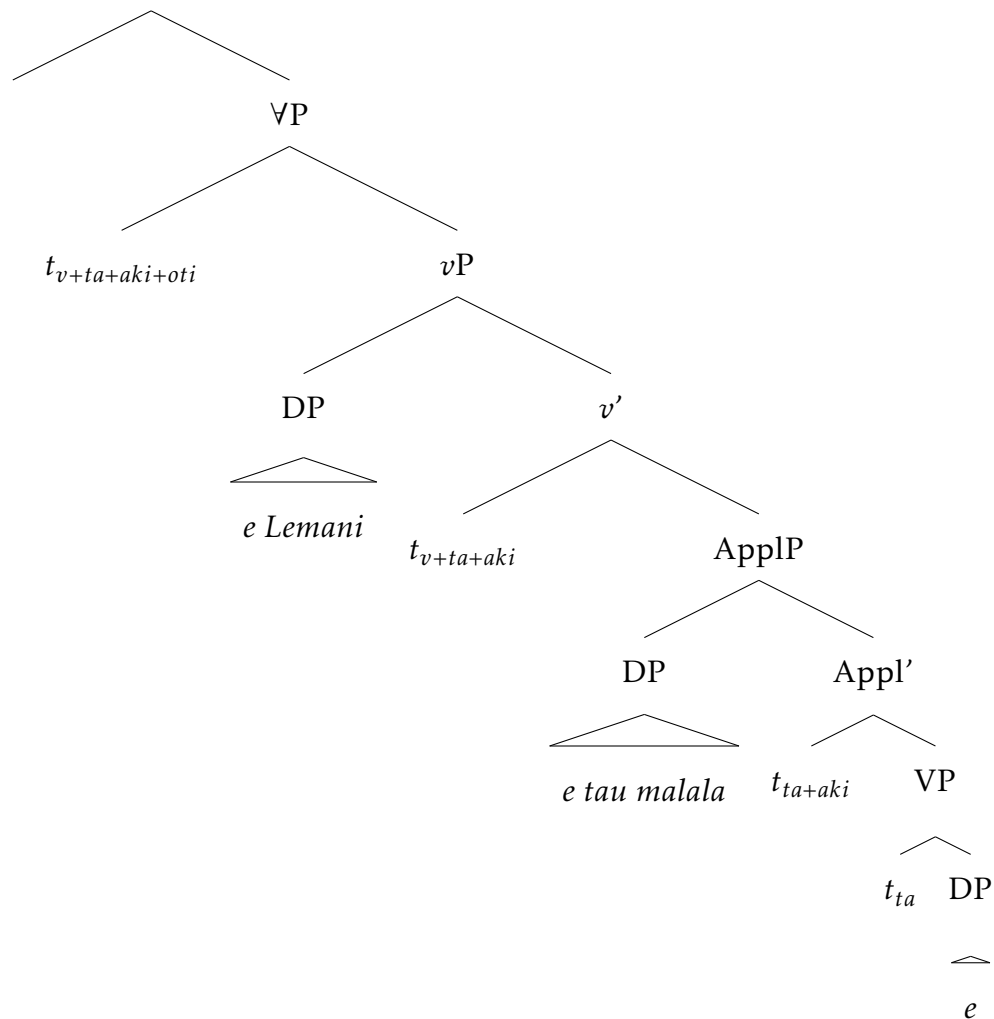 ∀P
t_{v+ta+aki+oti} vP
DP v’
e Lemani t_{v+ta+aki} ApplP
DP Appl’
e tau malala t_{ta+aki} VP
t_{ta} DP
e